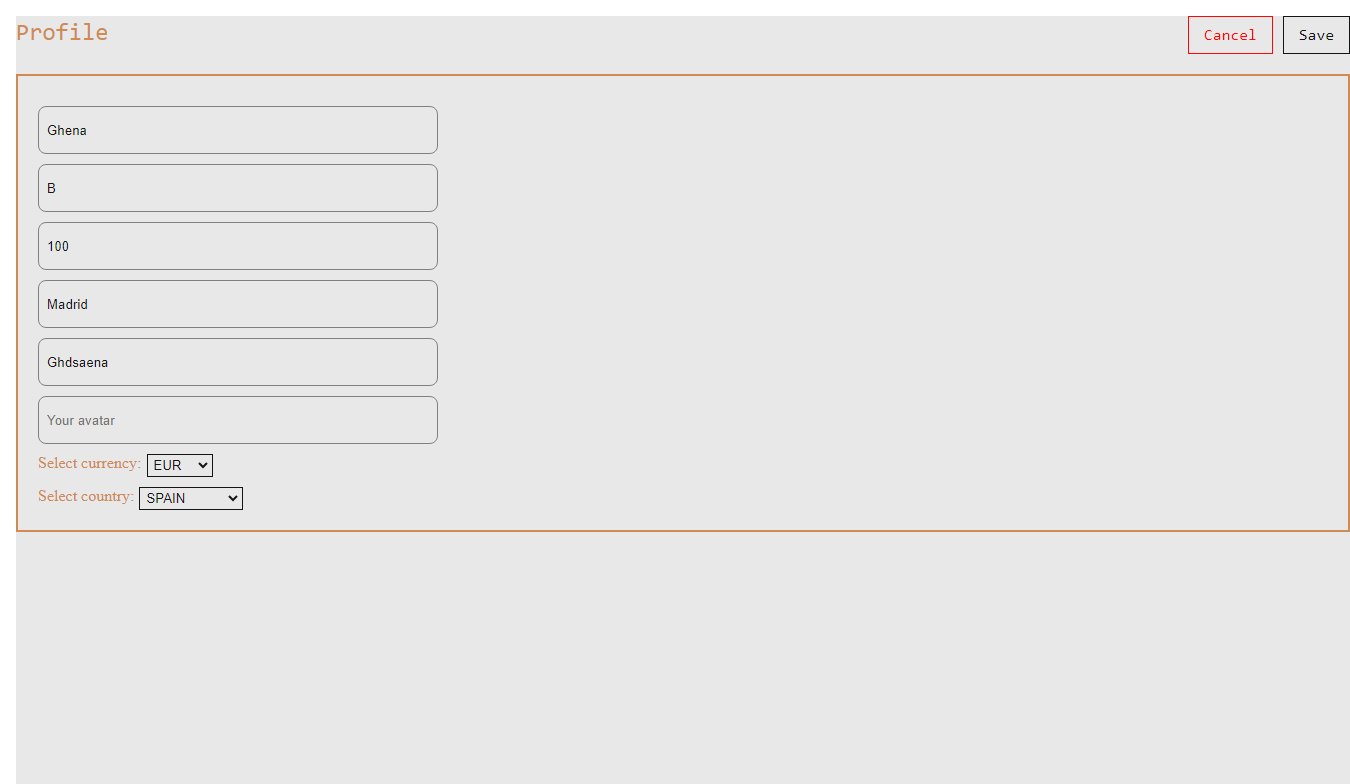 Profile
Cancel
Save
Ghena
B
100
Madrid
Ghdsaena
Your avatar
Select currency: EUR
Select country: SPAIN